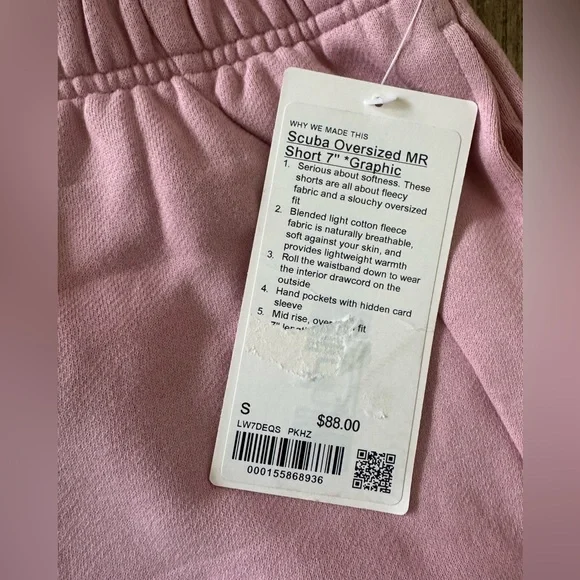 WHY WE MADE THIS
Scuba Oversized MR
Short 7" *Graphic
1. Serious about softness. These
shorts are all about fleecy
fabric and a slouchy oversized
fit
2. Blended light cotton fleece
fabric is naturally breathable,
soft against your skin, and
provides lightweight warmth
3. Roll the waistband down to wear
the interior drawcord on the
outside
4. Hand pockets with hidden card
sleeve
5. Mid rise, fit
7"
S
$88.00
LW7DEQS PKHZ
000155868936